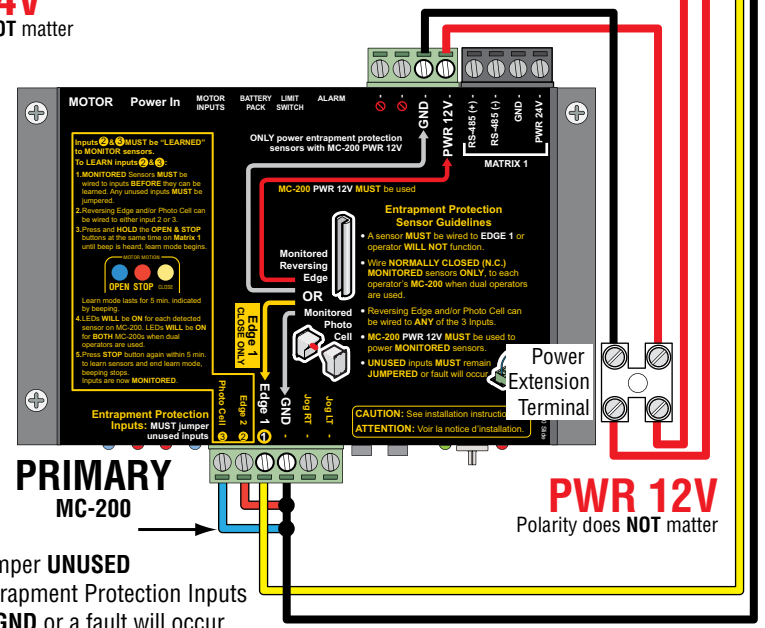 4V
OT matter
MOTOR Power In MOTOR INPUTS BATTERY PACK LIMIT SWITCH ALARM
GND -
PWR 12V -
RS-485 (+) -
RS-485 (-) -
GND -
PWR 24V -
MATRIX 1
ONLY power entrapment protection
sensors with MC-200 PWR 12V
MC-200 PWR 12V MUST be used
Inputs 2 & 3 MUST be “LEARNED”
to MONITOR sensors.
To LEARN inputs 2 & 3 :
1.MONITORED Sensors MUST be
wired to inputs BEFORE they can be
learned. Any unused inputs MUST be
jumpered.
2.Reversing Edge and/or Photo Cell can
be wired to either input 2 or 3.
3.Press and HOLD the OPEN & STOP
buttons at the same time on Matrix 1
until beep is heard, learn mode begins.
MOTOR MOTION
OPEN STOP CLOSE
Learn mode lasts for 5 min. indicated
by beeping.
4.LEDs WILL be ON for each detected
sensor on MC-200. LEDs WILL be ON
for BOTH MC-200s when dual
operators are used.
5.Press STOP button again within 5 min.
to learn sensors and end learn mode,
beeping stops.
Inputs are now MONITORED.
Monitored
Reversing
Edge
OR
Monitored
Photo
Cell
Entrapment Protection
Sensor Guidelines
• A sensor MUST be wired to EDGE 1 or
operator WILL NOT function.
• Wire NORMALLY CLOSED (N.C.)
MONITORED sensors ONLY, to each
operator's MC-200 when dual operators
are used.
• Reversing Edge and/or Photo Cell can
be wired to ANY of the 3 Inputs.
• MC-200 PWR 12V MUST be used to
power MONITORED sensors.
• UNUSED inputs MUST remain
JUMPERED or fault will occur
CAUTION: See installation instructio
ATTENTION: Voir la notice d'installation.
Edge 1
CLOSE ONLY
Entrapment Protection
Inputs: MUST jumper
unused inputs
Photo Cell 3
Edge 2 2
Edge 1 1
GND -
Jog RT -
Jog LT -
Power
Extension
Terminal
PRIMARY
MC-200
PWR 12V
Polarity does NOT matter
mper UNUSED
rapment Protection Inputs
GND or a fault will occur